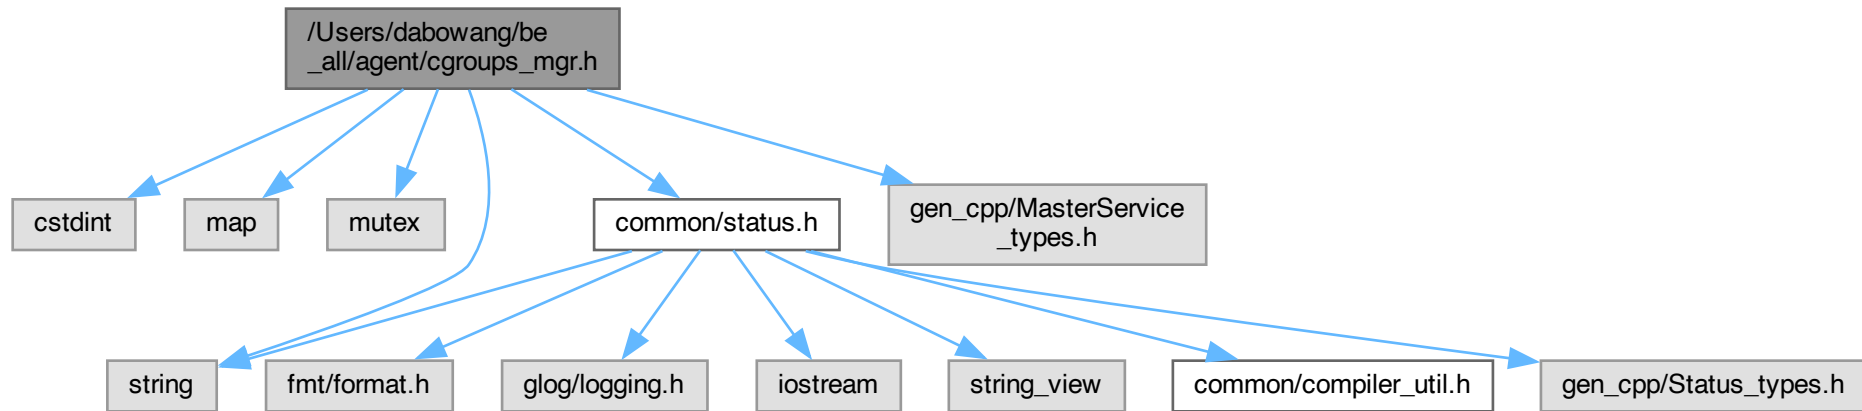 /Users/dabowang/be
_all/agent/cgroups_mgr.h
cstdint
map
mutex
common/status.h
gen_cpp/MasterService
_types.h
string
fmt/format.h
glog/logging.h
iostream
string_view
common/compiler_util.h
gen_cpp/Status_types.h